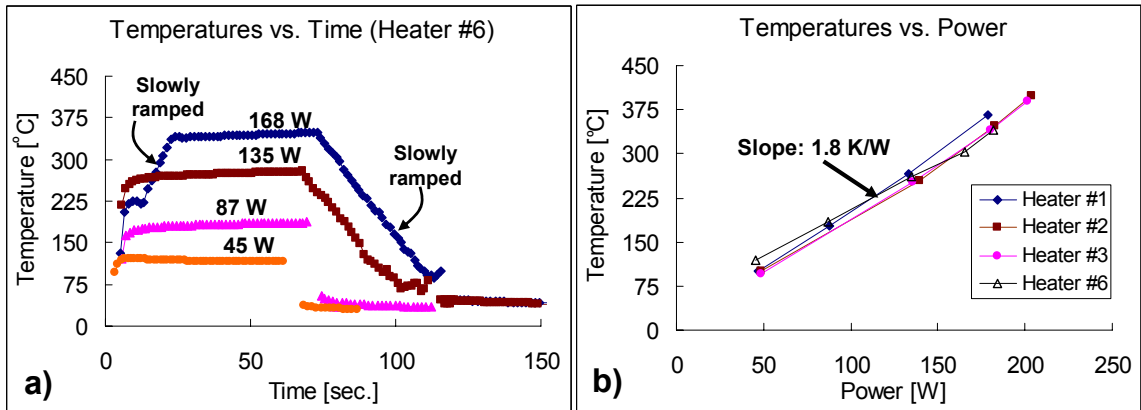 Temperatures vs. Time (Heater #6)
Temperature [°C]
450
375
300
225
150
75
0
Slowly
ramped
168 W
135 W
87 W
45 W
Slowly
ramped
0
50
100
150
Time [sec.]
a)
Temperatures vs. Power
Temperature [°C]
450
375
300
225
150
75
0
Slope: 1.8 K/W
Heater #1
Heater #2
Heater #3
Heater #6
0
50
100
150
200
250
Power [W]
b)